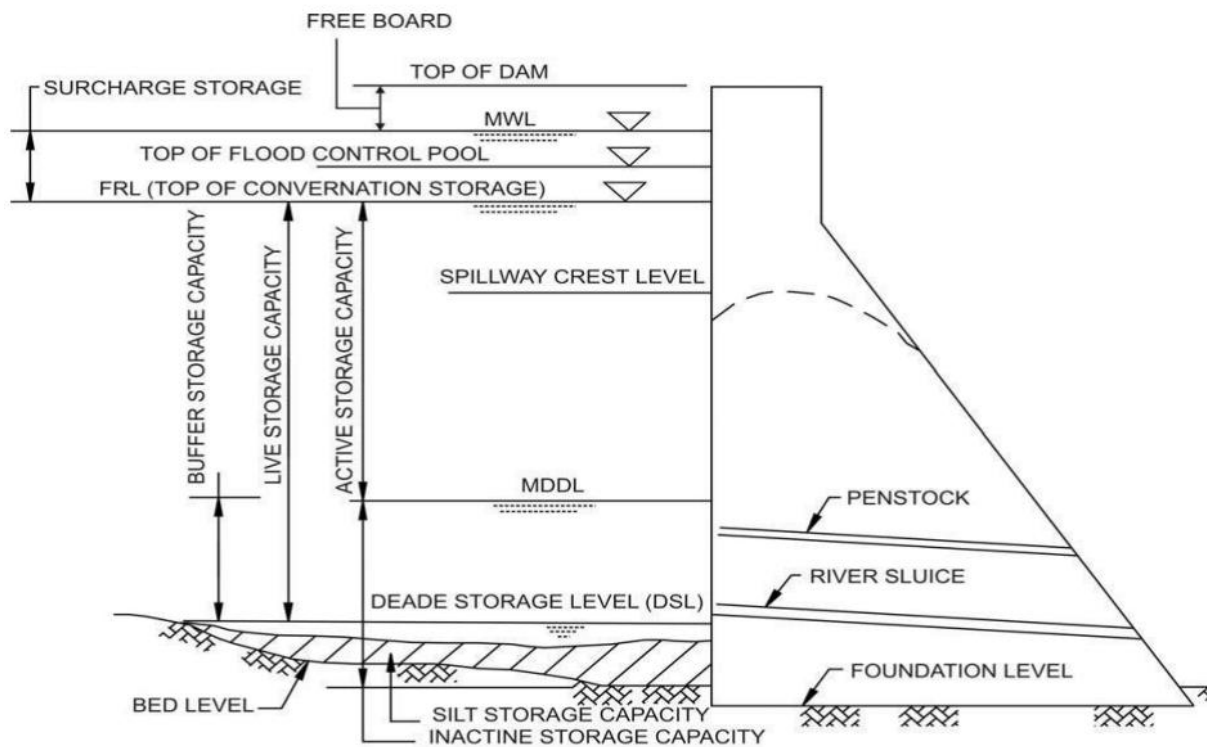 FREE BOARD
TOP OF DAM
SURCHARGE STORAGE
MWL
TOP OF FLOOD CONTROL POOL
FRL (TOP OF CONVERNATION STORAGE)
BUFFER STORAGE CAPACITY
LIVE STORAGE CAPACITY
ACTIVE STORAGE CAPACITY
SPILLWAY CREST LEVEL
MDDL
PENSTOCK
RIVER SLUICE
DEADE STORAGE LEVEL (DSL)
FOUNDATION LEVEL
BED LEVEL
SILT STORAGE CAPACITY
INACTINE STORAGE CAPACITY